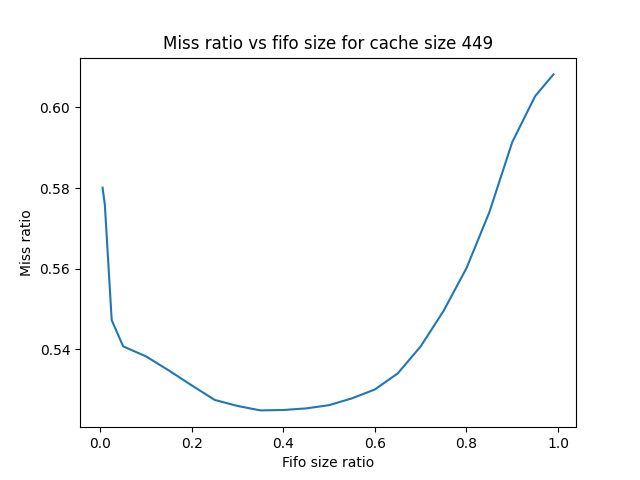 Miss ratio vs fifo size for cache size 449
0.60
0.58
0.56
0.54
Miss ratio
0.0 0.2 0.4 0.6 0.8 1.0
Fifo size ratio